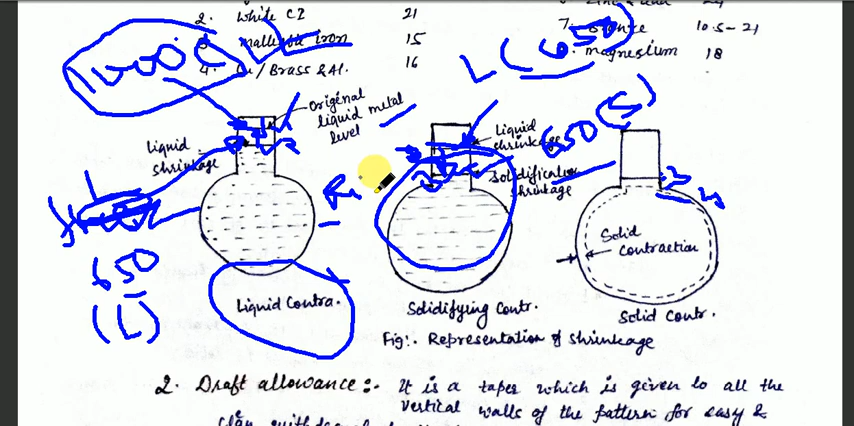 2. White CI 21
3 malleable iron 15
4. Cu/Brass & Al. 16
7. Bronze 10.5-21
magnesium 18
1000°C
L (650)
Original liquid metal level
Liquid shrinkage
Liquid shrinkage
Solidification shrinkage
650 (S)
650
(L)
Solid Contraction
Liquid Contra.
Solidifying Contr.
Solid Contr.
Fig:. Representation of shrinkage
2. Draft allowance:- It is a taper which is given to all the
vertical walls of the pattern for easy &